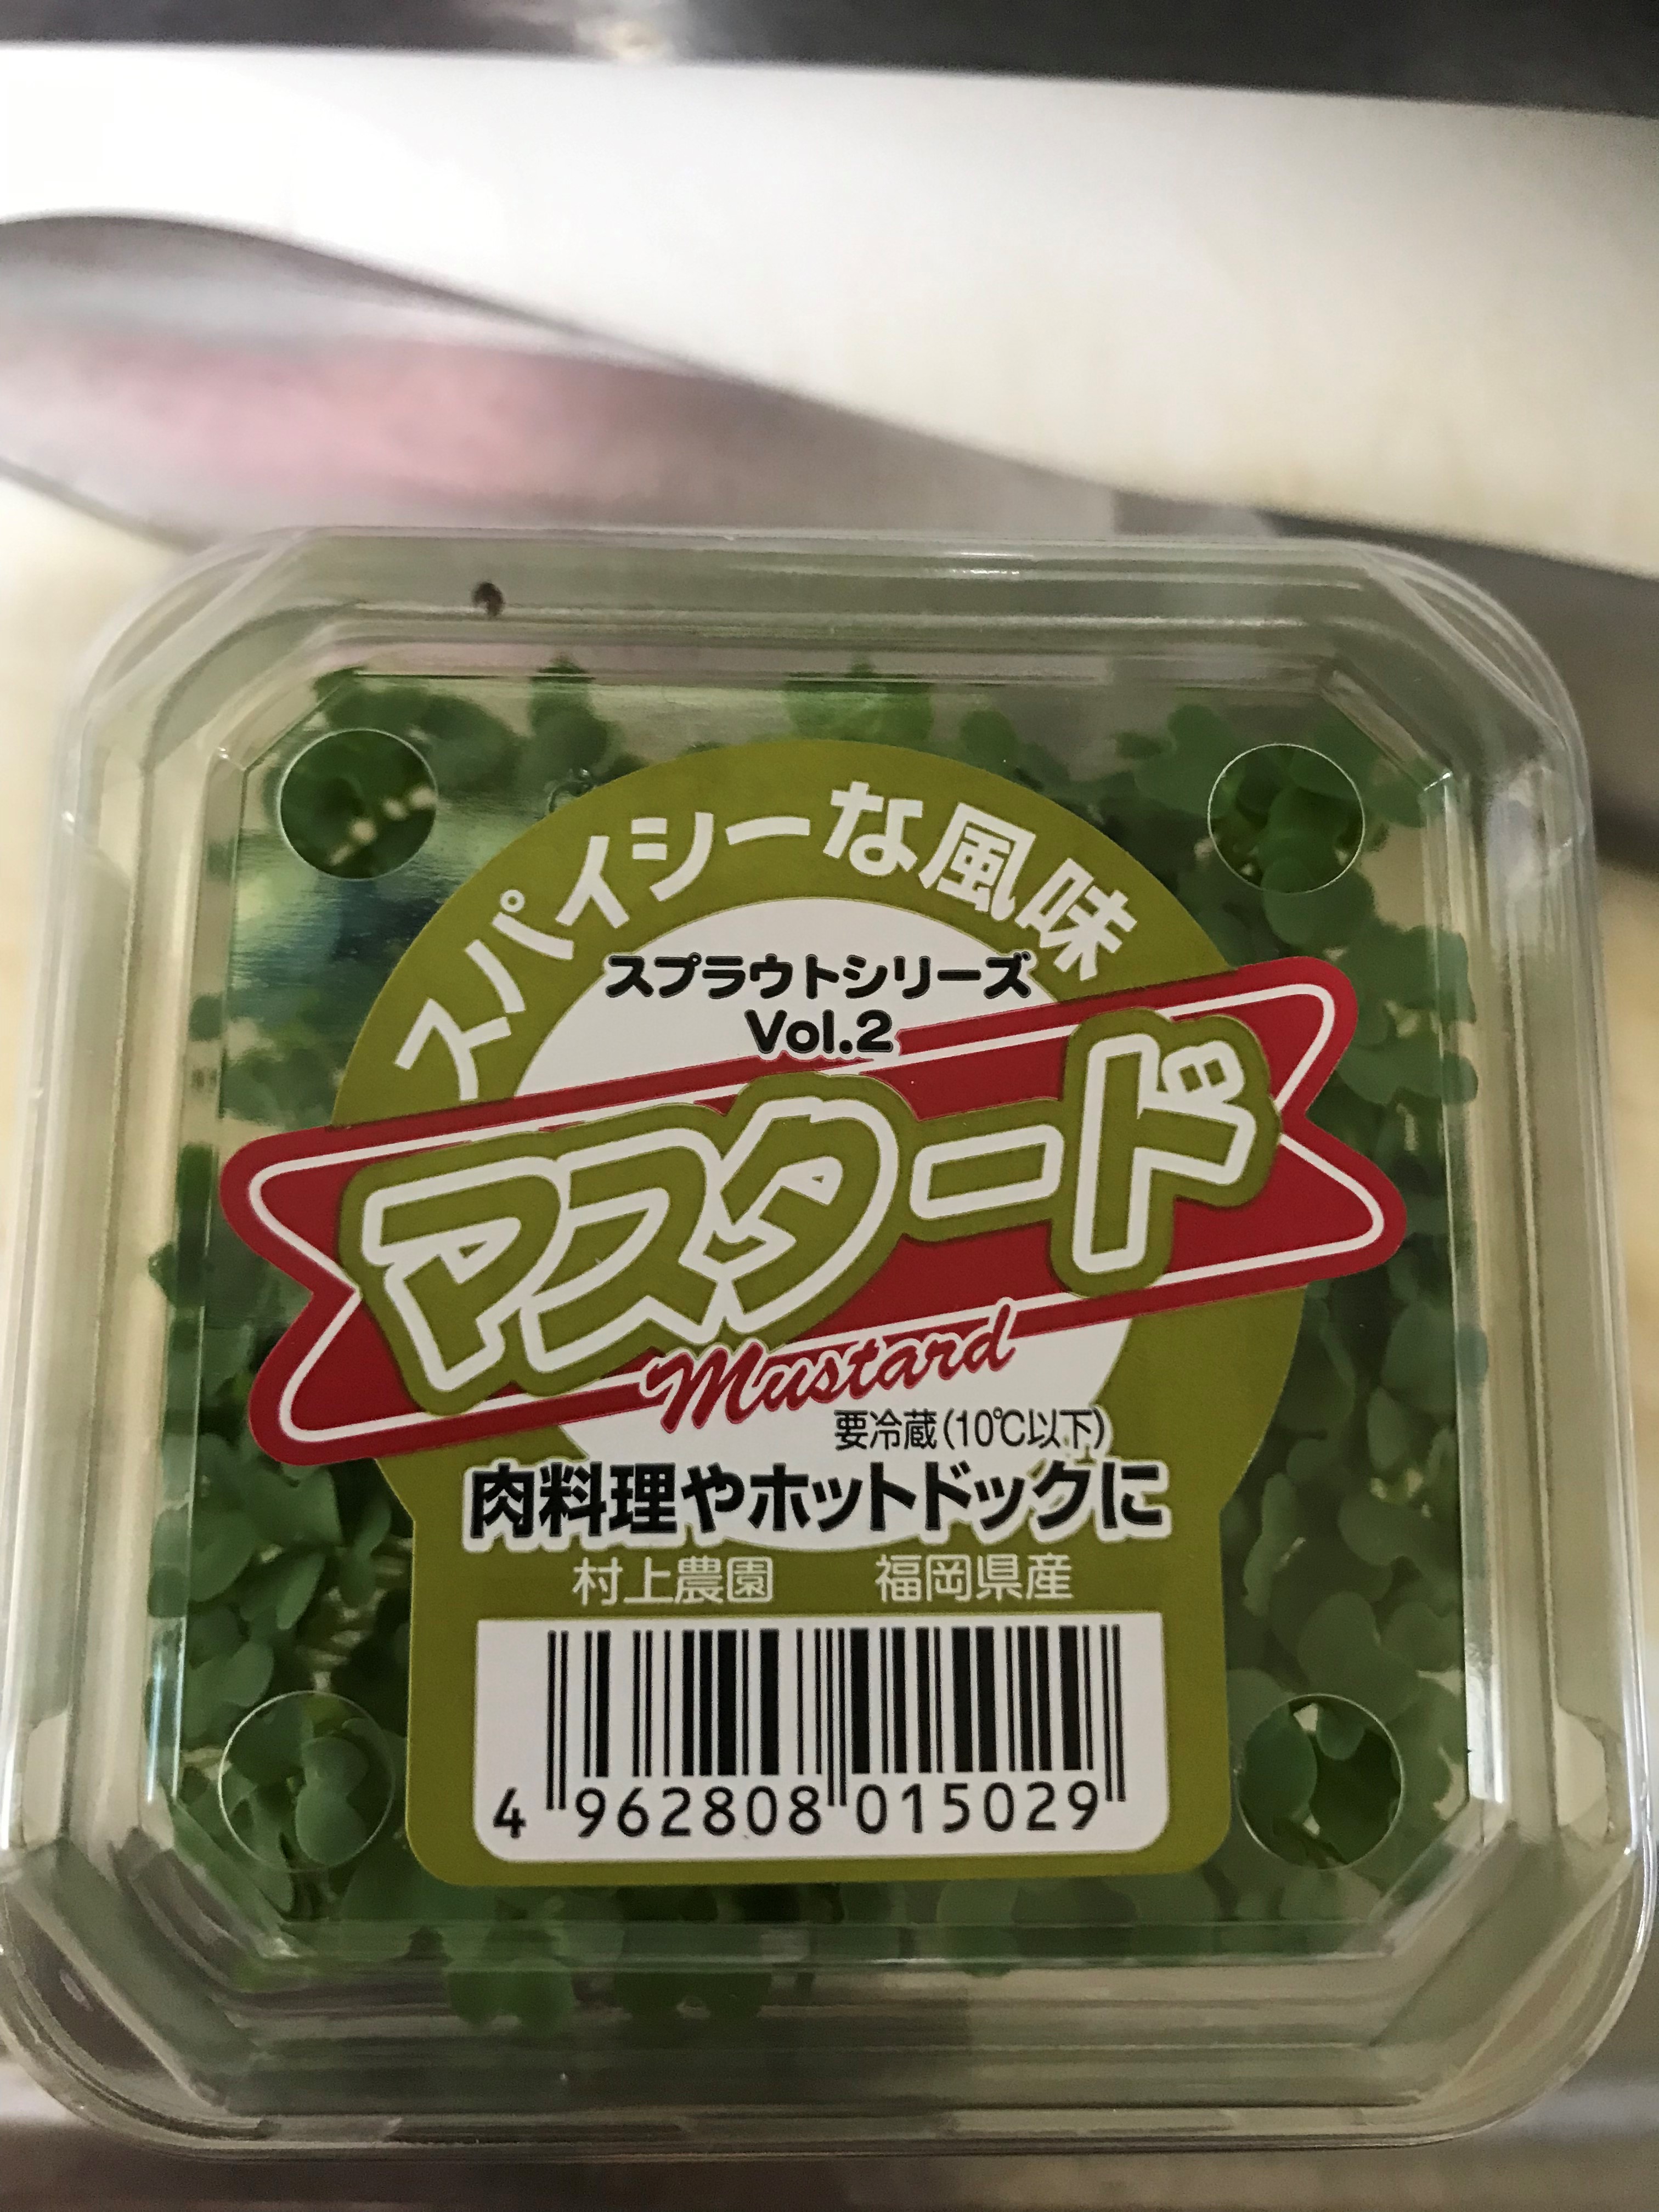 スパイシーな風味
スプラウトシリーズ
Vol.2
マスタード
Mustard
要冷蔵(10℃以下)
肉料理やホットドックに
村上農園 福岡県産
4 962808 015029